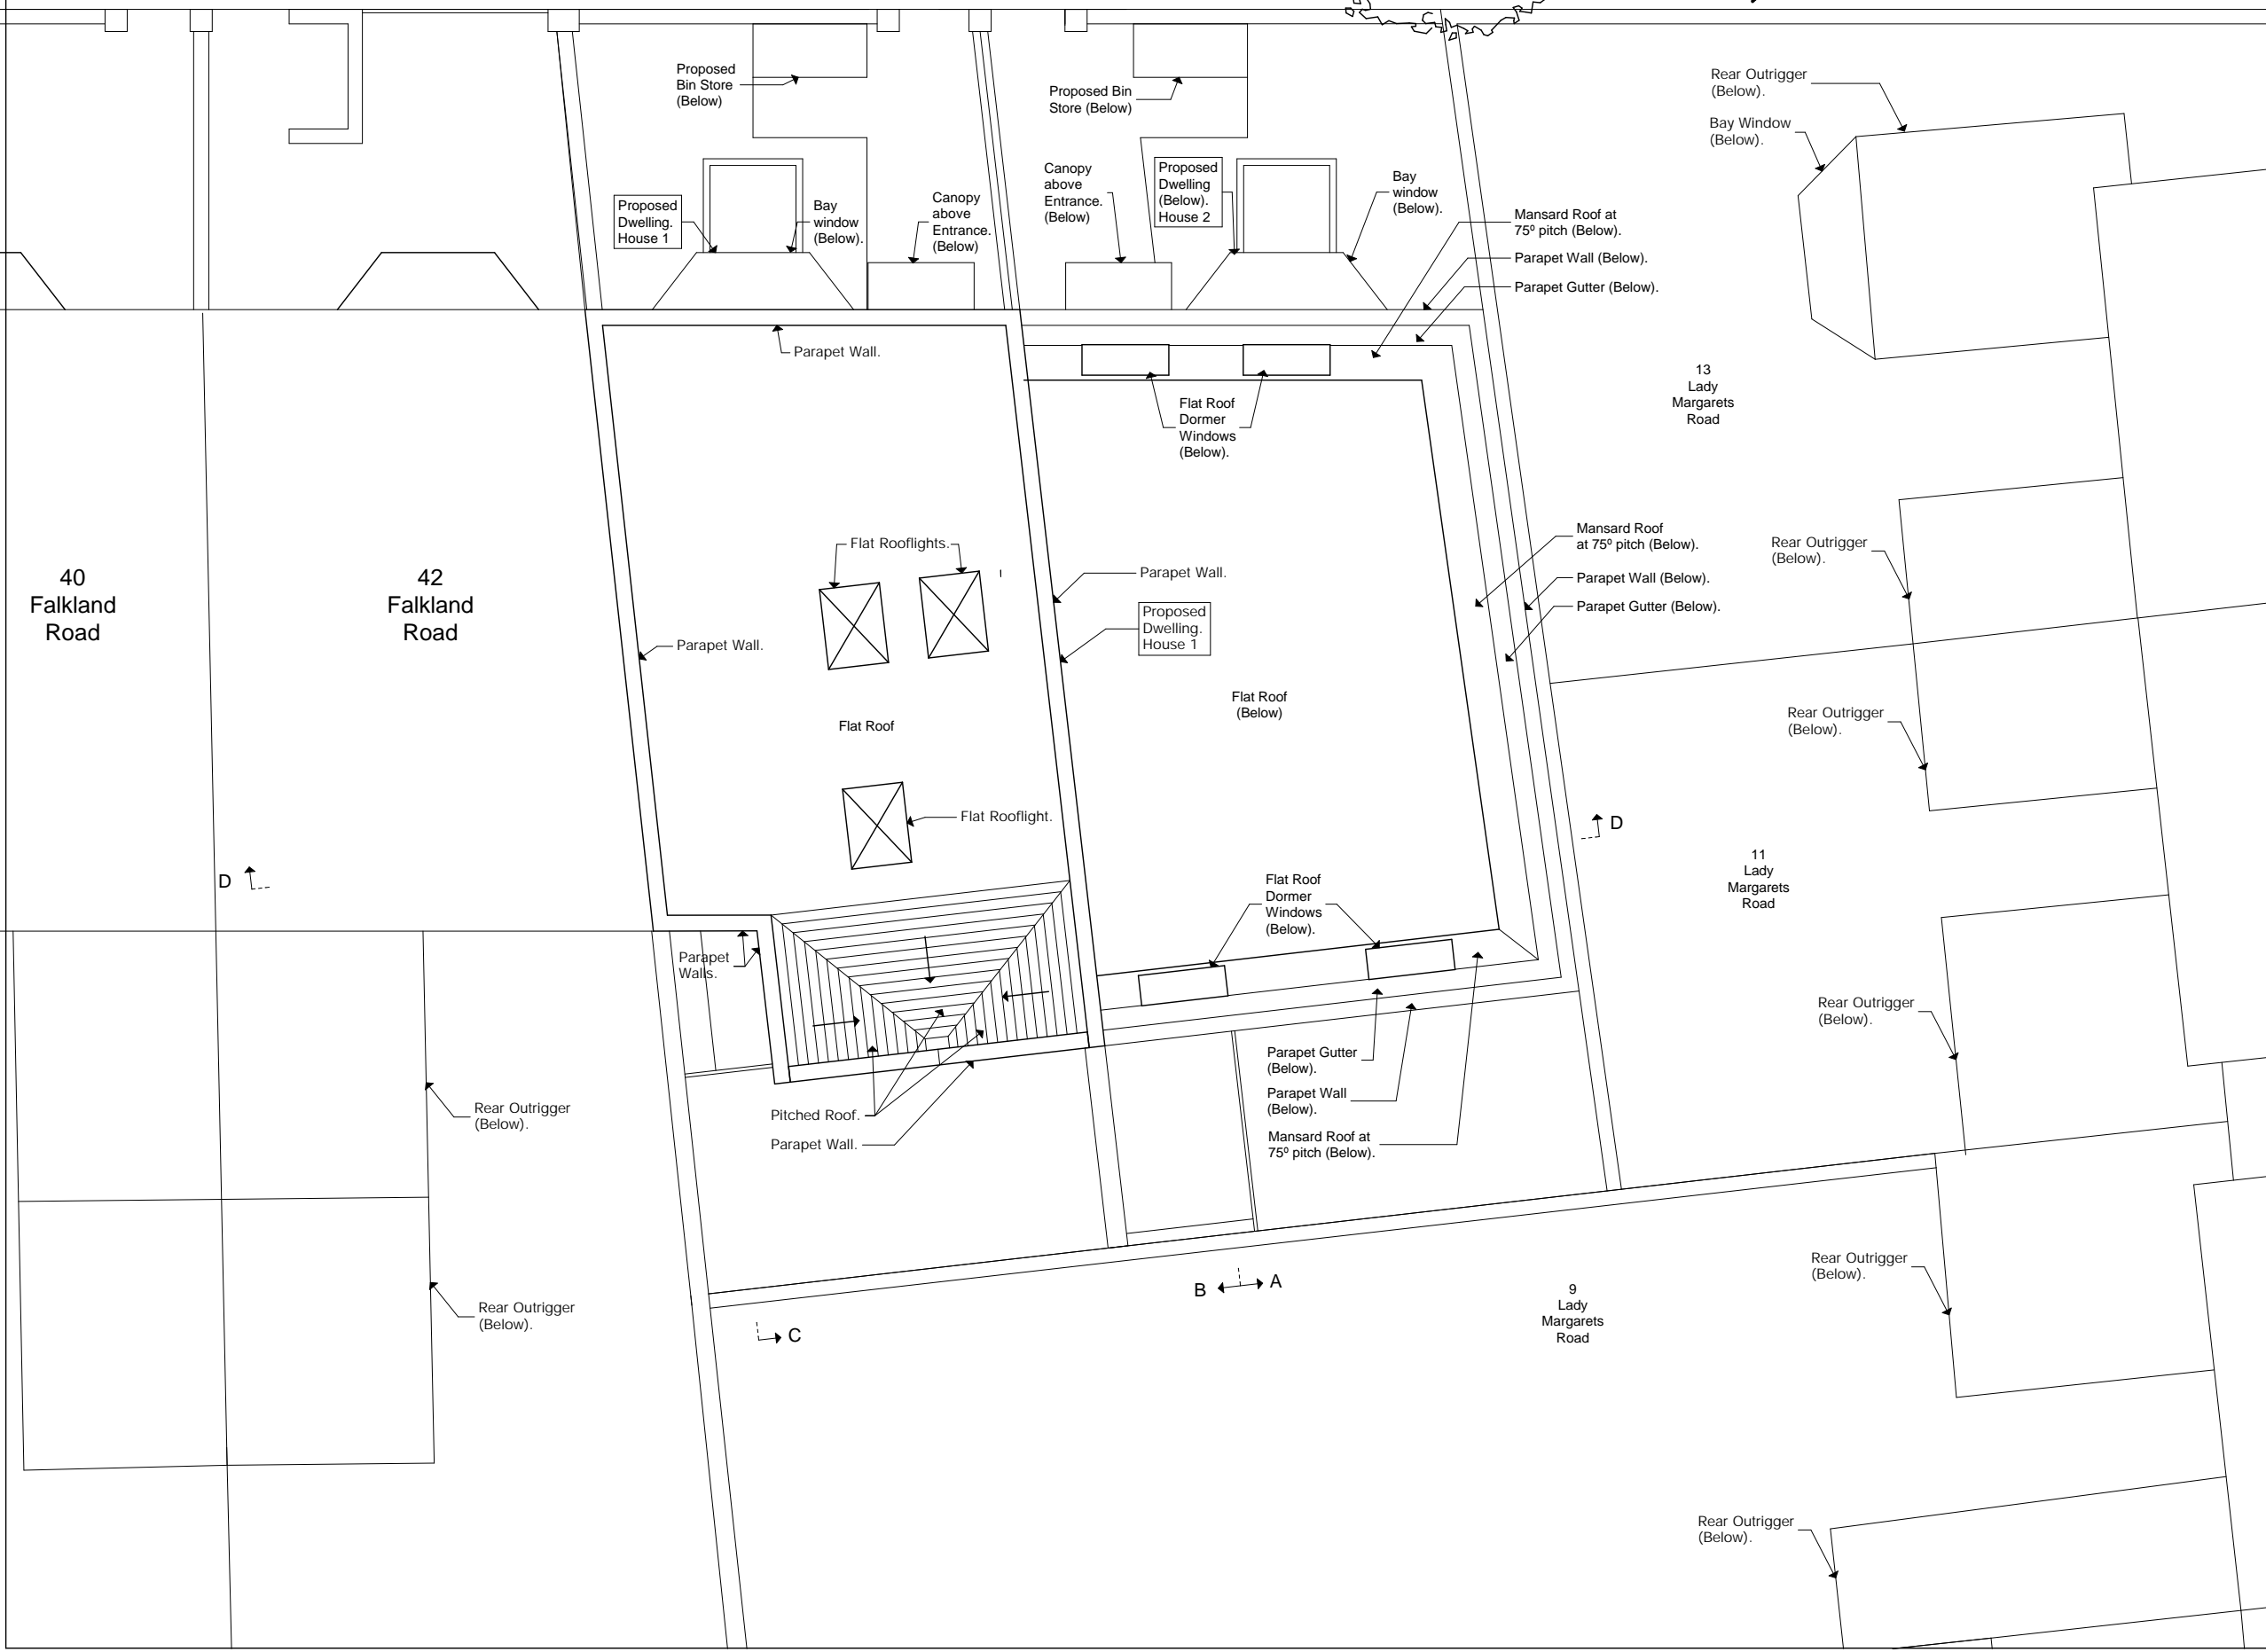 Proposed
Bin Store
(Below)
Proposed Bin
Store (Below)
Rear Outrigger
(Below).
Bay Window
(Below).
Proposed
Dwelling.
House 1
Bay
window
(Below).
Canopy
above
Entrance.
(Below)
Canopy
above
Entrance.
(Below)
Proposed
Dwelling
(Below).
House 2
Bay
window
(Below).
Mansard Roof at
75º pitch (Below).
Parapet Wall (Below).
Parapet Gutter (Below).
Parapet Wall.
Flat Roof
Dormer
Windows
(Below).
13
Lady
Margarets
Road
40
Falkland
Road
42
Falkland
Road
Flat Rooflights.
Parapet Wall.
Proposed
Dwelling.
House 1
Parapet Wall.
Mansard Roof
at 75º pitch (Below).
Parapet Wall (Below).
Parapet Gutter (Below).
Rear Outrigger
(Below).
Flat Roof
Flat Roof
(Below)
Rear Outrigger
(Below).
Flat Rooflight.
D
D
11
Lady
Margarets
Road
Flat Roof
Dormer
Windows
(Below).
Parapet
Walls.
Rear Outrigger
(Below).
Parapet Gutter
(Below).
Parapet Wall
(Below).
Mansard Roof at
75º pitch (Below).
Pitched Roof.
Parapet Wall.
Rear Outrigger
(Below).
Rear Outrigger
(Below).
B
A
C
9
Lady
Margarets
Road
Rear Outrigger
(Below).
Rear Outrigger
(Below).